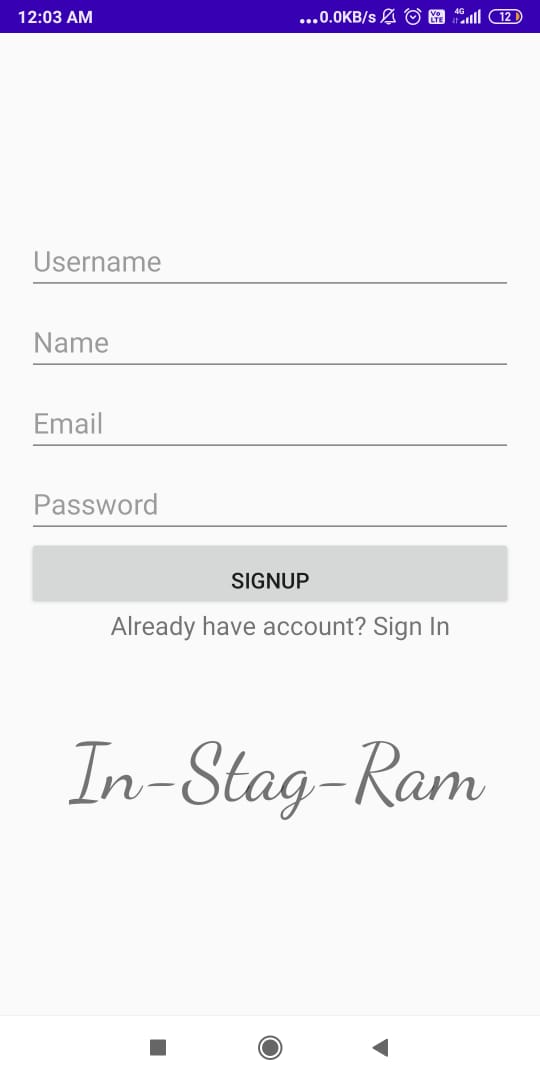 12:03 AM ...0.0KB/s Vo LTE 4G 12
Username
Name
Email
Password
SIGNUP
Already have account? Sign In
In-Stag-Ram